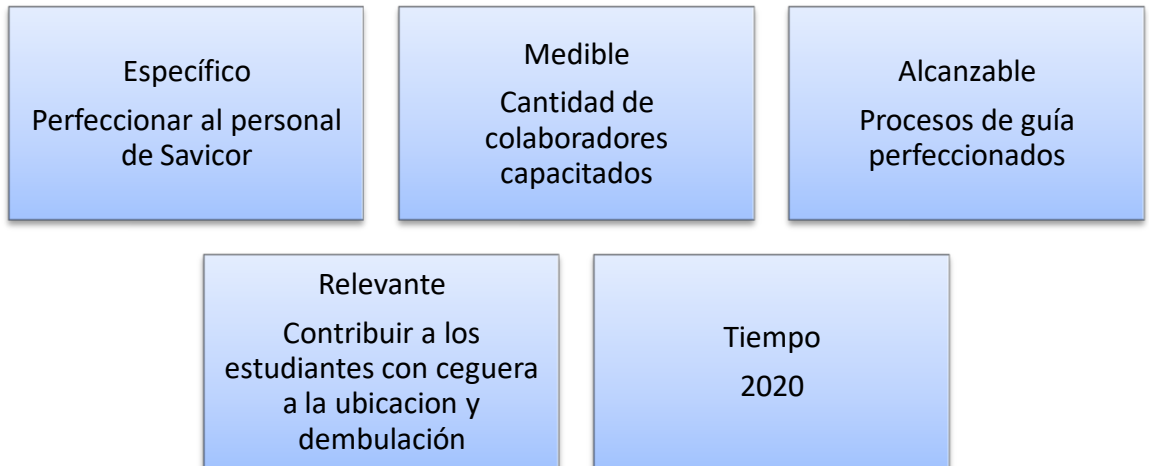 Específico
Perfeccionar al personal
de Savicor
Medible
Cantidad de
colaboradores
capacitados
Alcanzable
Procesos de guía
perfeccionados
Relevante
Contribuir a los
estudiantes con ceguera
a la ubicacion y
dembulación
Tiempo
2020